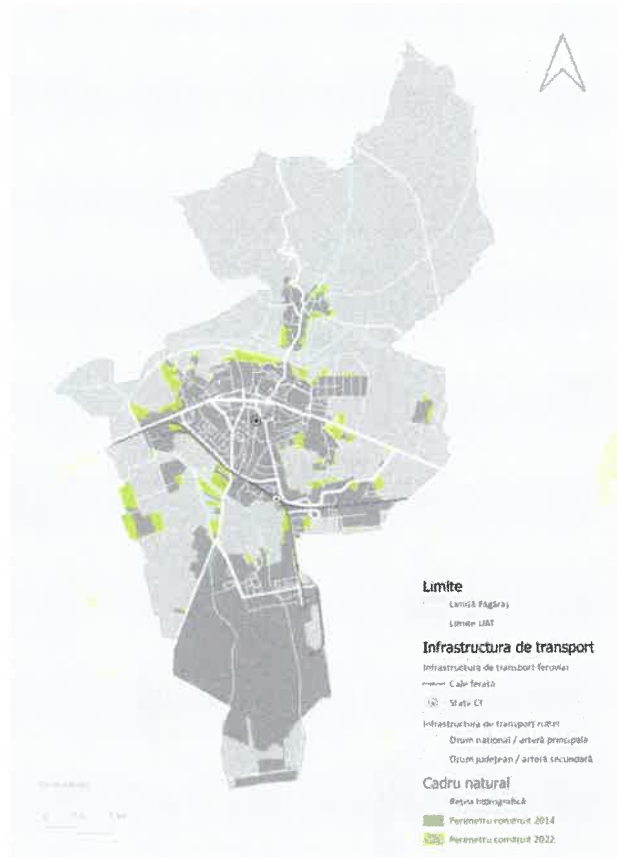 Limite
Limită Făgăraș
Limite UAT
Infrastructura de transport
Infrastructura de transport feroviar
Cale ferată
Stație CF
Infrastructura de transport rutier
Drum național / arteră principală
Drum județean / arteră secundară
Cadru natural
Rețea hidrografică
Perimetru construit 2014
Perimetru construit 2022